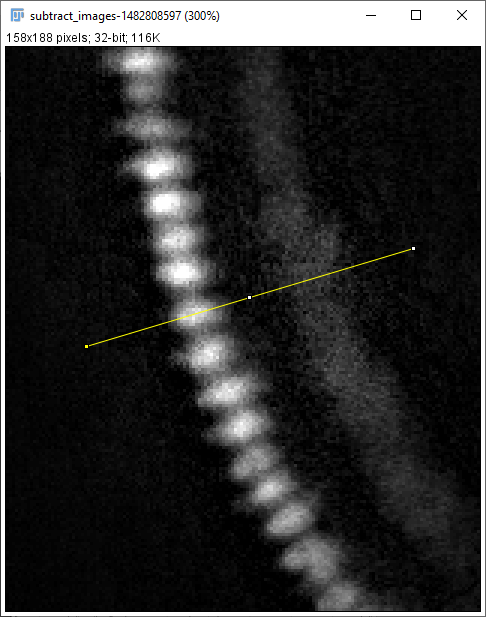 subtract_images-1482808597 (300%)
158x188 pixels; 32-bit; 116K